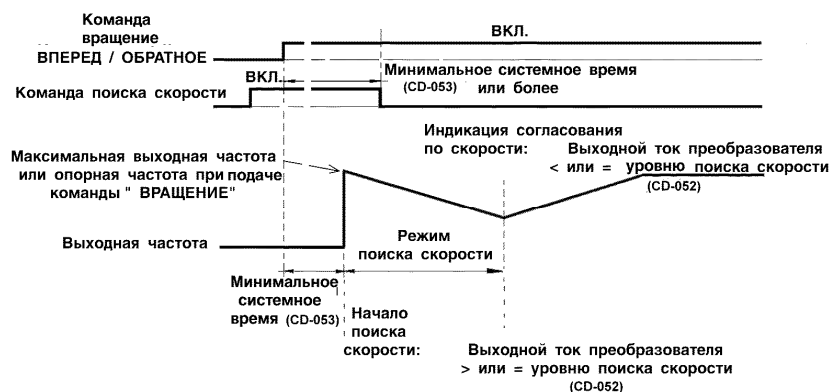 Команда
вращение
ВПЕРЕД / ОБРАТНОЕ
ВКЛ.
ВКЛ.
Минимальное системное время
(CD-053) или более
Команда поиска скорости
Индикация согласования
по скорости: Выходной ток преобразователя
< или = уровню поиска скорости
(CD-052)
Максимальная выходная частота
или опорная частота при подаче
команды " ВРАЩЕНИЕ"
Выходная частота
Режим
поиска скорости
Минимальное
системное
время (CD-053)
Начало
поиска
скорости: Выходной ток преобразователя
> или = уровню поиска скорости
(CD-052)